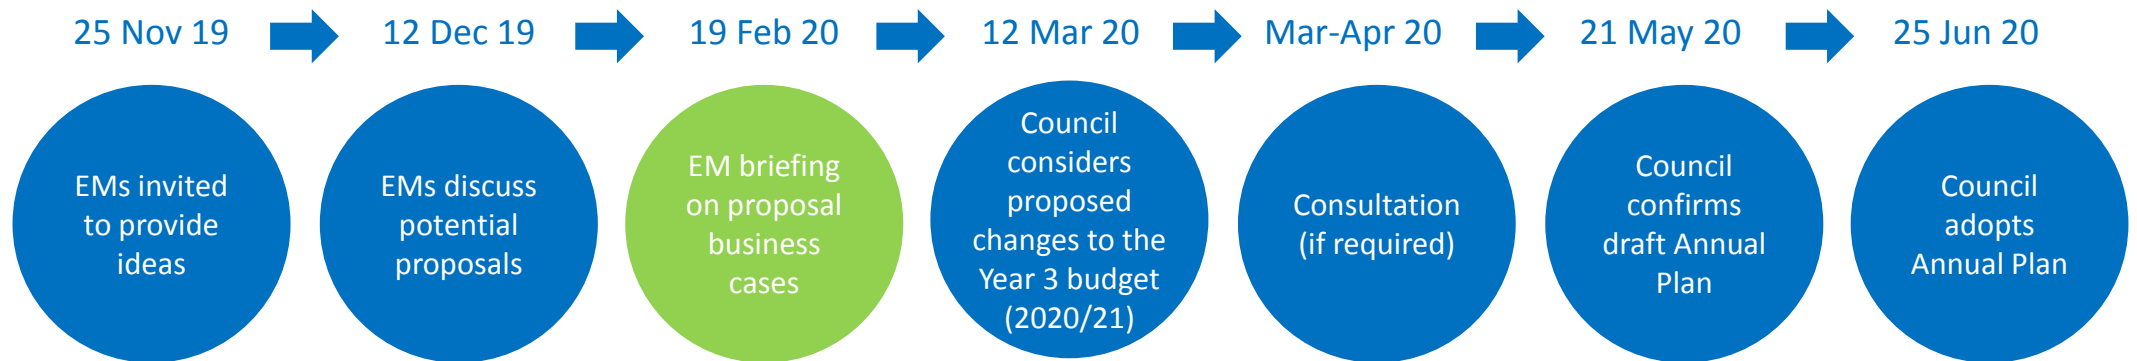 25 Nov 19
12 Dec 19
19 Feb 20
12 Mar 20
Mar-Apr 20
21 May 20
25 Jun 20
EMs invited
to provide
ideas
EMs discuss
potential
proposals
EM briefing
on proposal
business
cases
Council
considers
proposed
changes to the
Year 3 budget
(2020/21)
Consultation
(if required)
Council
confirms
draft Annual
Plan
Council
adopts
Annual Plan